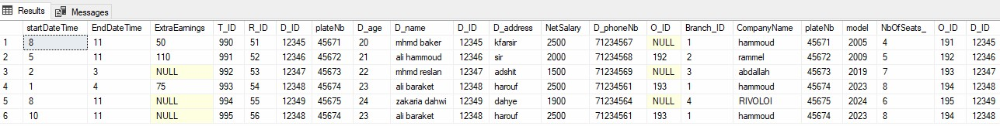 Results Messages
startDateTime EndDateTime ExtraEarnings T_ID R_ID D_ID plateNb D_age D_name D_ID D_address NetSalary D_phoneNb O_ID Branch_ID CompanyName plateNb model NbOfSeats_ O_ID D_ID
1 8 11 50 990 51 12345 45671 20 mhmd baker 12345 kfarsir 2500 71234567 NULL 1 hammoud 45671 2005 4 191 12345
2 5 11 110 991 52 12346 45672 21 ali hammoud 12346 sir 2000 71234568 192 2 rammel 45672 2009 5 192 12346
3 2 3 NULL 992 53 12347 45673 22 mhmd reslan 12347 adshit 1500 71234569 NULL 3 abdallah 45673 2019 7 193 12347
4 1 4 75 993 54 12348 45674 23 ali baraket 12348 harouf 2500 71234561 193 1 hammoud 45674 2023 8 194 12348
5 8 11 NULL 994 55 12349 45675 24 zakaria dahwi 12349 dahye 1900 71234564 NULL 4 RIVOLOI 45675 2024 6 195 12349
6 10 11 NULL 995 56 12348 45674 23 ali baraket 12348 harouf 2500 71234561 193 1 hammoud 45674 2023 8 194 12348